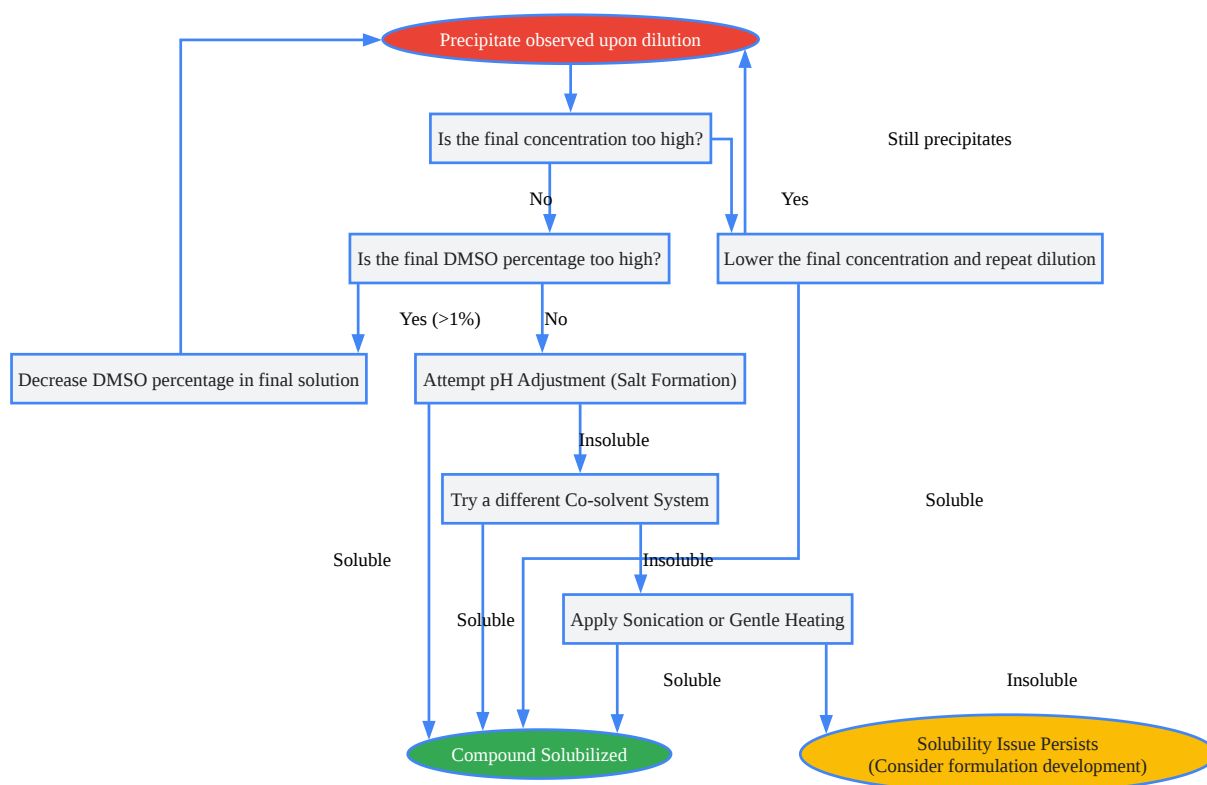 Precipitate observed upon dilution
Is the final concentration too high?
Still precipitates
No
Yes
Is the final DMSO percentage too high?
Lower the final concentration and repeat dilution
Yes (>1%)
No
Decrease DMSO percentage in final solution
Attempt pH Adjustment (Salt Formation)
Insoluble
Try a different Co-solvent System
Soluble
Soluble
Insoluble
Soluble
Apply Sonication or Gentle Heating
Soluble
Insoluble
Compound Solubilized
Solubility Issue Persists
(Consider formulation development)